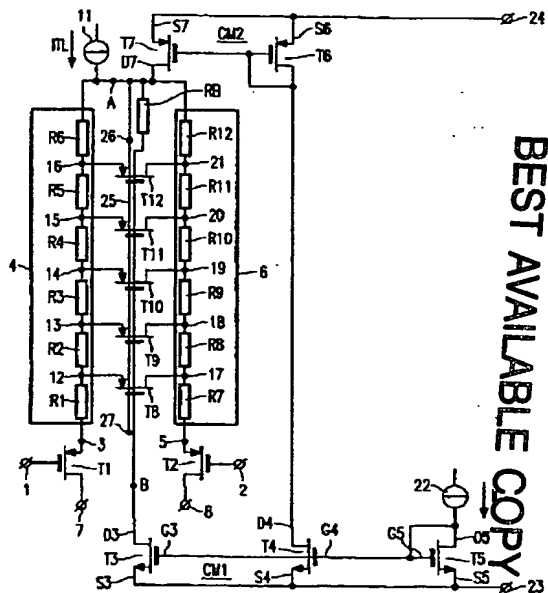 11
ITL
S7
T7
D7
CM2
S6
T6
24
A
RB
26
R6
R12
16
21
R5
T12
R11
15
25
20
R4
T11
R10
4
14
19
6
R3
T10
R9
13
18
R2
T9
R8
12
17
R1
T8
R7
27
3
5
1
T1
T2
2
7
8
B
22
D3
D4
D5
G3
G4
G5
T3
T4
T5
S3
CM1
S4
S5
23
BEST AVAILABLE COPY